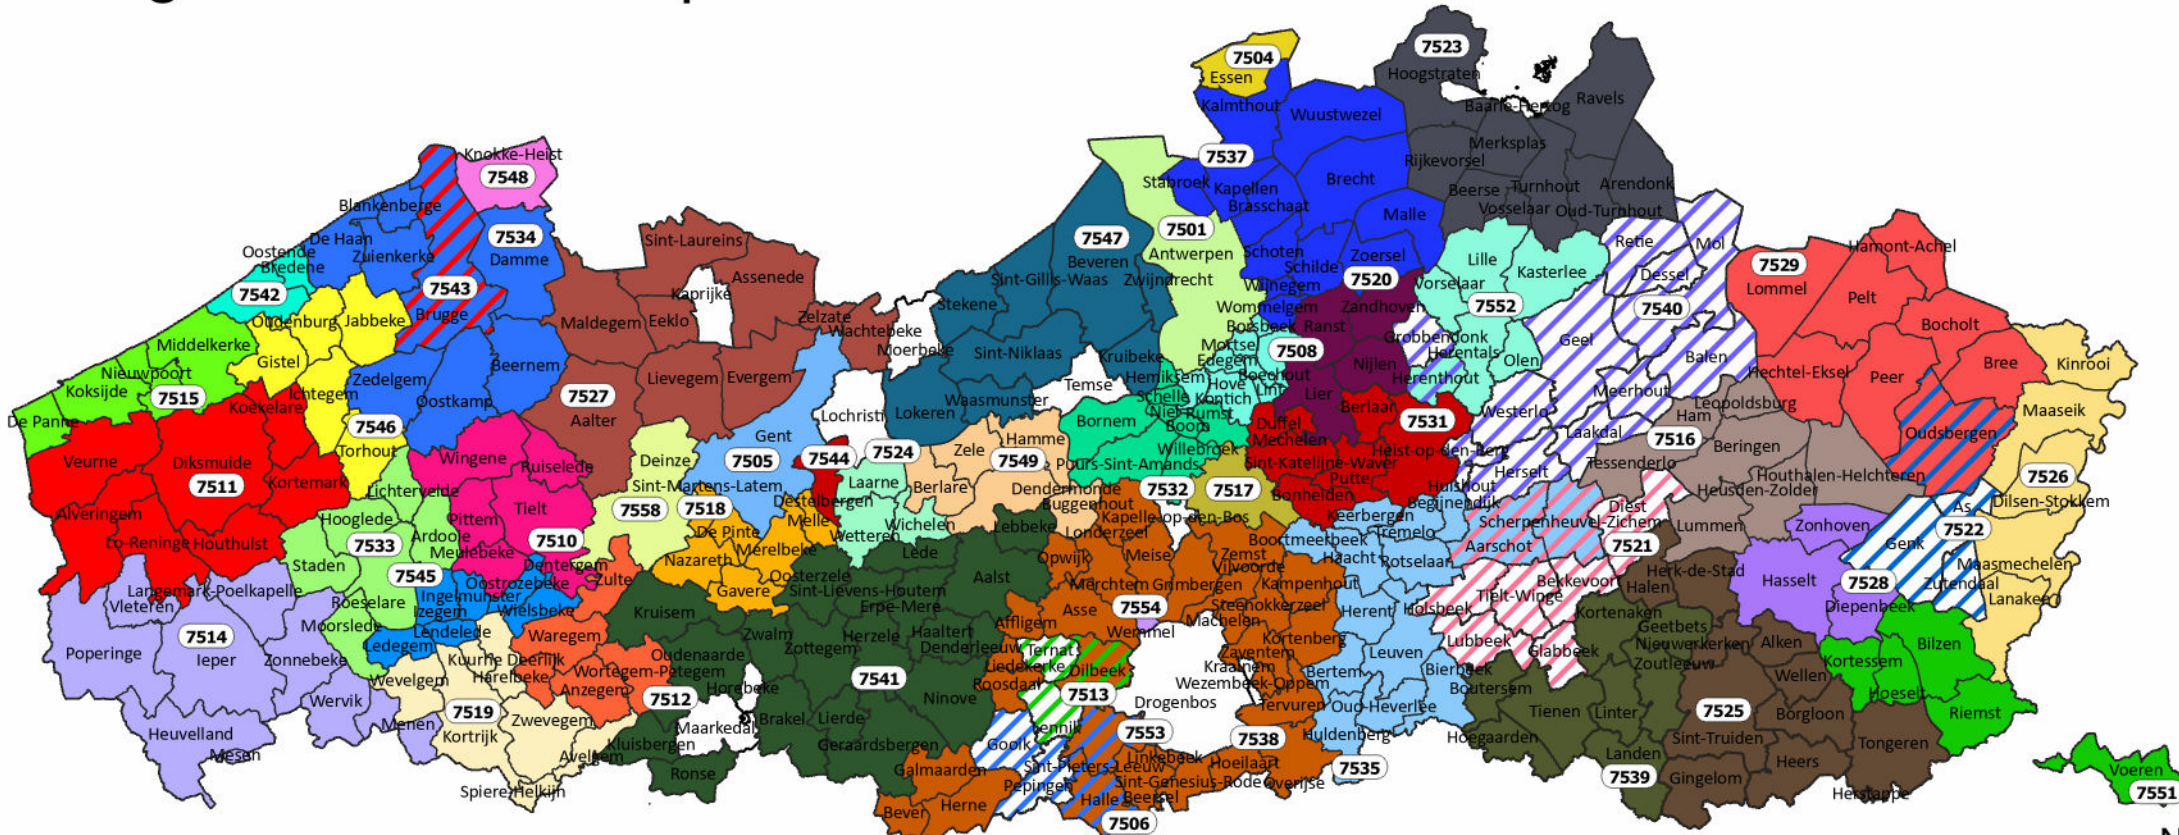 7504
Essen
7523
Hoogstraten
Kalmthout
Wuustwezel
Baarle-Hertog
Ravels
Merksplas
Rijkevorsel
7537
Knokke-Heist
7548
Stabroek
Kapellen
Brasschaat
Brecht
Beerse
Turnhout
Arendonk
Vosselaar
Oud-Turnhout
Malle
Blankenberge
De Haan
Zuienkerke
7534
Damme
Sint-Laureins
7547
Beveren
7501
Antwerpen
Schoten
Schilde
Zoersel
7520
Retie
Mol
Lille
Kasterlee
Dessel
7529
Lommel
Hamont-Achel
Oostende
Bredene
7542
7543
Brugge
Assenede
Kaprijke
Sint-Gillis-Waas
Zwijndrecht
Wijnegem
Vorselaar
7552
7540
Pelt
Stekene
Wommelgem
Zandhoven
Borsbeek
Ranst
Oudenburg
Jabbeke
Maldegem
Eeklo
Zelzate
Wachtebeke
Moerbeke
Grobbendonk
Herentals
Olen
Geel
Balen
Bocholt
Middelkerke
Gistel
Sint-Niklaas
Kruibeke
Mortsel
Edegem
7508
Boechout
Nijlen
Herenthout
Bree
Kinrooi
Nieuwpoort
Koksijde
7515
Ichtegem
Zedelgem
Beernem
Lievegem
Evergem
Temse
Hemiksem
Hove
Lint
Schelle
Kontich
Lier
Meerhout
Hechtel-Eksel
Peer
Koekelare
Oostkamp
7527
Aalter
Lochristi
Lokeren
Waasmunster
Niel
Rumst
Boom
Berlaar
7531
Westerlo
Ham
Leopoldsburg
Maaseik
De Panne
7546
Torhout
Bornem
Duffel
Mechelen
Laakdal
7516
Beringen
Oudsbergen
Veurne
Diksmuide
7511
Kortemark
Wingene
Ruiselede
Deinze
Gent
7505
7544
7524
Zele
Hamme
7549
Willebroek
Heist-op-den-Berg
Puurs-Sint-Amands
Sint-Katelijne-Waver
Putte
Herselt
Tessenderlo
Houthalen-Helchteren
7526
Lichtervelde
Sint-Martens-Latem
Laarne
Berlare
Dendermonde
Buggenhout
7532
7517
Bonheiden
Hulshout
Heusden-Zolder
Dilsen-Stokkem
Destelbergen
Begijnendijk
Diest
As
Alveringem
Hooglede
Pittem
Tielt
7558
7518
De Pinte
Melle
Wichelen
Wetteren
Lebbeke
Kapelle-op-den-Bos
Londerzeel
Keerbergen
Tremelo
Scherpenheuvel-Zichem
Lummen
Zonhoven
7522
Genk
Lo-Reninge
Houthulst
7533
Ardooie
Meulebeke
7510
Nazareth
Merelbeke
Lede
Opwijk
Meise
Zemst
Boortmeerbeek
Haacht
Rotselaar
Aarschot
7521
Staden
7545
Dentergem
Zulte
Oosterzele
Aalst
Vilvoorde
Bekkevoort
Halen
Herk-de-Stad
Hasselt
7528
Zutendaal
Maasmechelen
Langemark-Poelkapelle
Oostrozebeke
Ingelmunster
Gavere
Sint-Lievens-Houtem
Merchtem
Grimbergen
Kampenhout
Tielt-Winge
Lanaken
Vleteren
Roeselare
Izegem
Wielsbeke
Kruisem
Erpe-Mere
Asse
7554
Steenokkerzeel
Herent
Holsbeek
Kortenaken
Diepenbeek
Moorslede
Affligem
Wemmel
Machelen
Geetbets
7514
Ieper
Lendelede
Ledegem
Waregem
Zwalm
Herzele
Haaltert
Kortenberg
Lubbeek
Nieuwerkerken
Alken
Bilzen
Poperinge
Zonnebeke
Kuurne
Deerlijk
Oudenaarde
Zottegem
Denderleeuw
Ternat
Zaventem
Leuven
Glabbeek
Zoutleeuw
Kortessem
Wevelgem
Harelbeke
Wortegem-Petegem
Liedekerke
Dilbeek
Kraainem
Bertem
Bierbeek
Wellen
Anzegem
7512
Horebeke
7541
Ninove
Roosdaal
7513
Wezembeek-Oppem
Boutersem
Hoeselt
Wervik
7519
Zwevegem
Drogenbos
Tervuren
Oud-Heverlee
Tienen
Linter
7525
Borgloon
Riemst
Menen
Kortrijk
Maarkedal
Brakel
Lierde
Lennik
7553
7538
Huldenberg
Hoegaarden
Sint-Truiden
Heuvelland
Mesen
Avelgem
Kluisbergen
Geraardsbergen
Gooik
Linkebeek
Hoeilaart
7535
Landen
7539
Tongeren
Ronse
Galmaarden
Sint-Pieters-Leeuw
Pepingen
Sint-Genesius-Rode
Overijse
Gingelom
Heers
Voeren
Spiere-Helkijn
Herne
Halle
Beersel
Herstappe
7551
Bever
7506